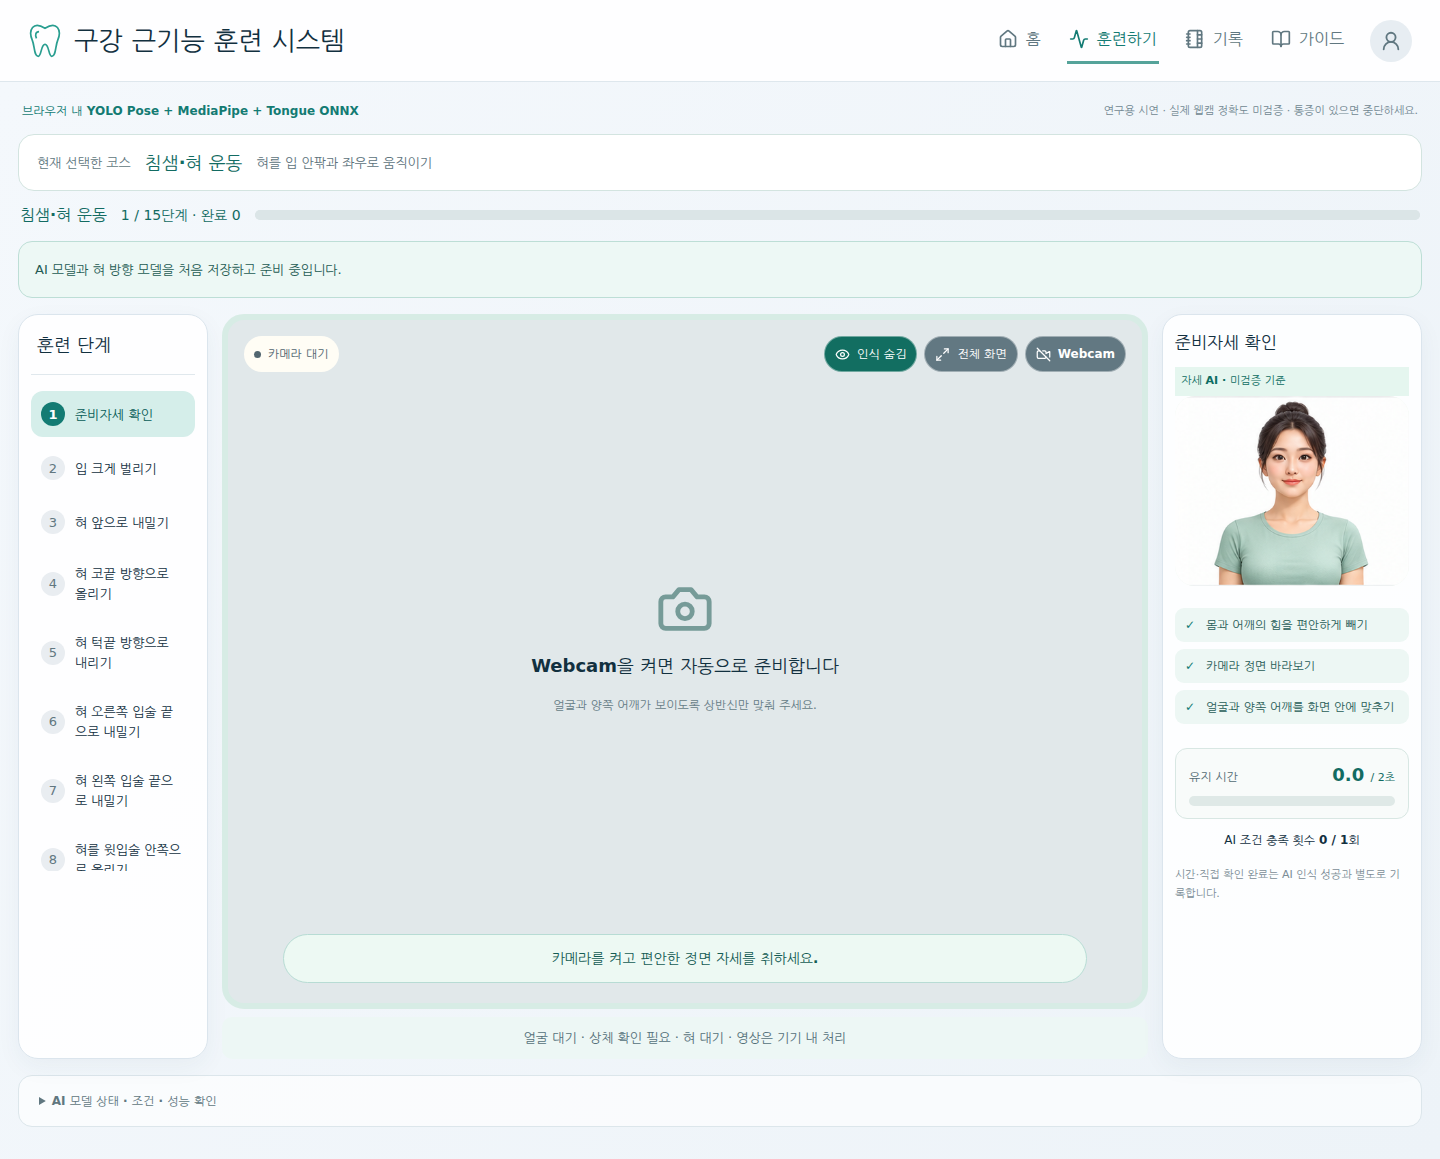 구강 근기능 훈련 시스템
홈
훈련하기
기록
가이드
브라우저 내 YOLO Pose + MediaPipe + Tongue ONNX
연구용 시연 · 실제 웹캠 정확도 미검증 · 통증이 있으면 중단하세요.
현재 선택한 코스 침샘·혀 운동 혀를 입 안팎과 좌우로 움직이기
침샘·혀 운동 1 / 15단계 · 완료 0
AI 모델과 혀 방향 모델을 처음 저장하고 준비 중입니다.
훈련 단계
1 준비자세 확인
2 입 크게 벌리기
3 혀 앞으로 내밀기
4 혀 코끝 방향으로
올리기
5 혀 턱끝 방향으로
내리기
6 혀 오른쪽 입술 끝
으로 내밀기
7 혀 왼쪽 입술 끝으
로 내밀기
8 혀를 윗입술 안쪽으
로 올리기
카메라 대기
인식 숨김
전체 화면
Webcam
Webcam을 켜면 자동으로 준비합니다
얼굴과 양쪽 어깨가 보이도록 상반신만 맞춰 주세요.
카메라를 켜고 편안한 정면 자세를 취하세요.
얼굴 대기 · 상체 확인 필요 · 혀 대기 · 영상은 기기 내 처리
준비자세 확인
자세 AI · 미검증 기준
✓ 몸과 어깨의 힘을 편안하게 빼기
✓ 카메라 정면 바라보기
✓ 얼굴과 양쪽 어깨를 화면 안에 맞추기
유지 시간 0.0 / 2초
AI 조건 충족 횟수 0 / 1회
시간·직접 확인 완료는 AI 인식 성공과 별도로 기
록합니다.
▶ AI 모델 상태 · 조건 · 성능 확인